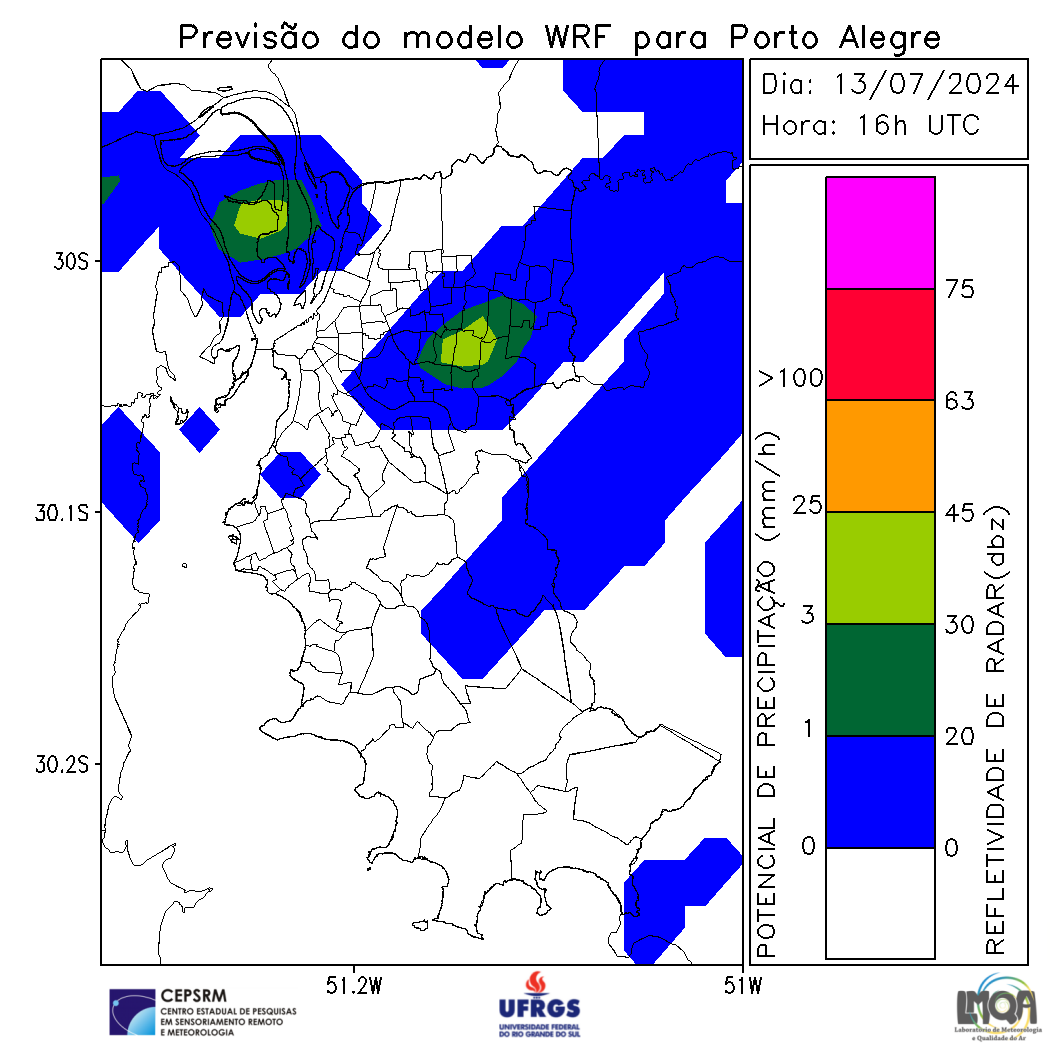 Previsão do modelo WRF para Porto Alegre
Dia: 13/07/2024
Hora: 16h UTC
30S
30.1S
30.2S
51.2W
51W
POTENCIAL DE PRECIPITAÇÃO (mm/h)
>100
25
3
1
0
75
63
45
30
20
0
REFLETIVIDADE DE RADAR(dbz)
CEPSRM
CENTRO ESTADUAL DE PESQUISAS
EM SENSORIAMENTO REMOTO
E METEOROLOGIA
UFRGS
UNIVERSIDADE FEDERAL
DO RIO GRANDE DO SUL
LMQA
Laboratório de Meteorologia
e Qualidade do Ar